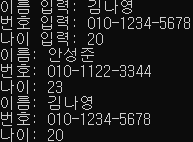 이름 입력: 김나영
번호 입력: 010-1234-5678
나이 입력: 20
이름: 안성준
번호: 010-1122-3344
나이: 23
이름: 김나영
번호: 010-1234-5678
나이: 20